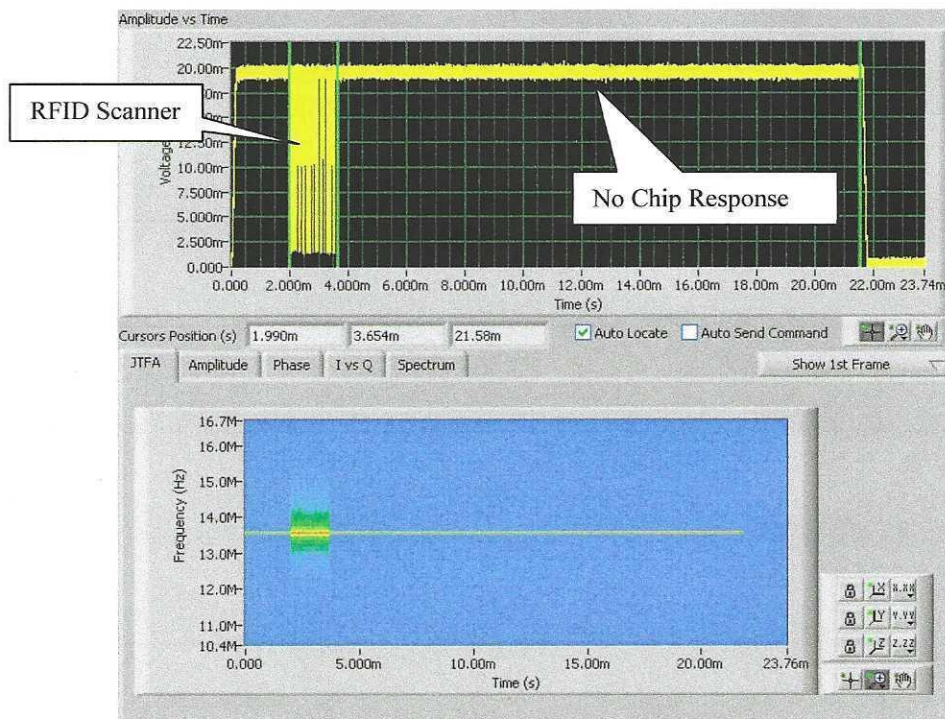 Amplitude vs Time
22.50m
20.00m
RFID Scanner
12.50m
10.00m
7.500m
5.000m
2.500m
0.000
No Chip Response
0.000 2.000m 4.000m 6.000m 8.000m 10.00m 12.00m 14.00m 16.00m 18.00m 20.00m 22.00m 23.74m
Time (s)
Cursors Position (s) 1.990m 3.654m 21.58m Auto Locate Auto Send Command
JTFA Amplitude Phase I vs Q Spectrum Show 1st Frame
16.7M
16.0M
15.0M
14.0M
13.0M
12.0M
11.0M
10.4M
Frequency (Hz)
0.000 5.000m 10.00m 15.00m 20.00m 23.76m
Time (s)
X X.XX
Y Y.YY
Z Z.ZZ